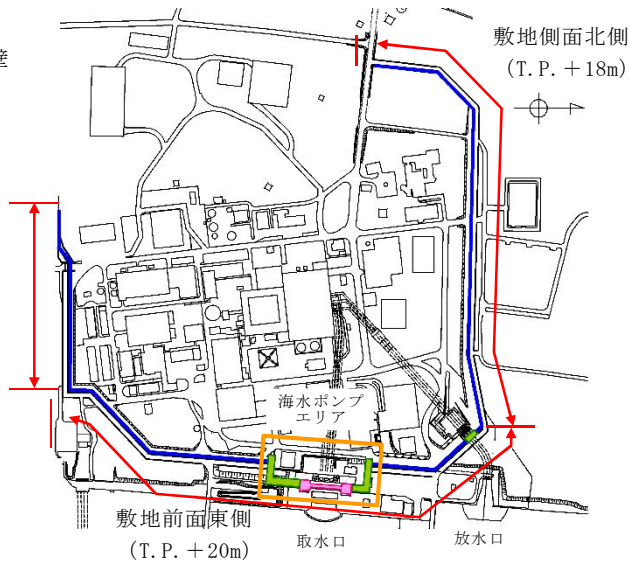 敷地側面北側
(T.P.+18m)
壁
海水ポンプ
エリア
敷地前面東側
(T.P.+20m)
取水口
放水口